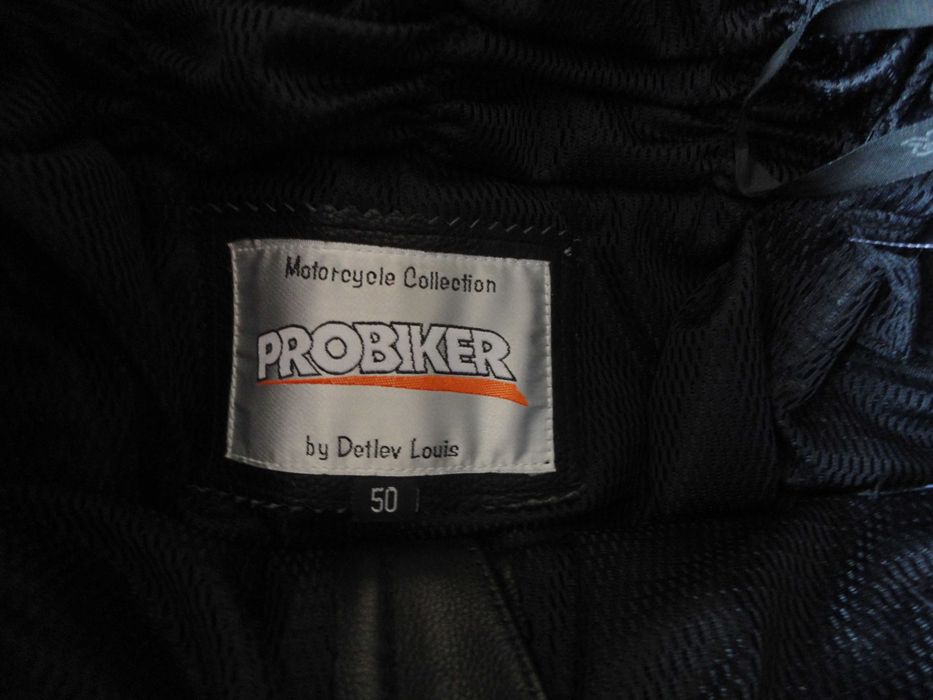 Motorcycle Collection
PROBIKER
by Detlev Louis
50